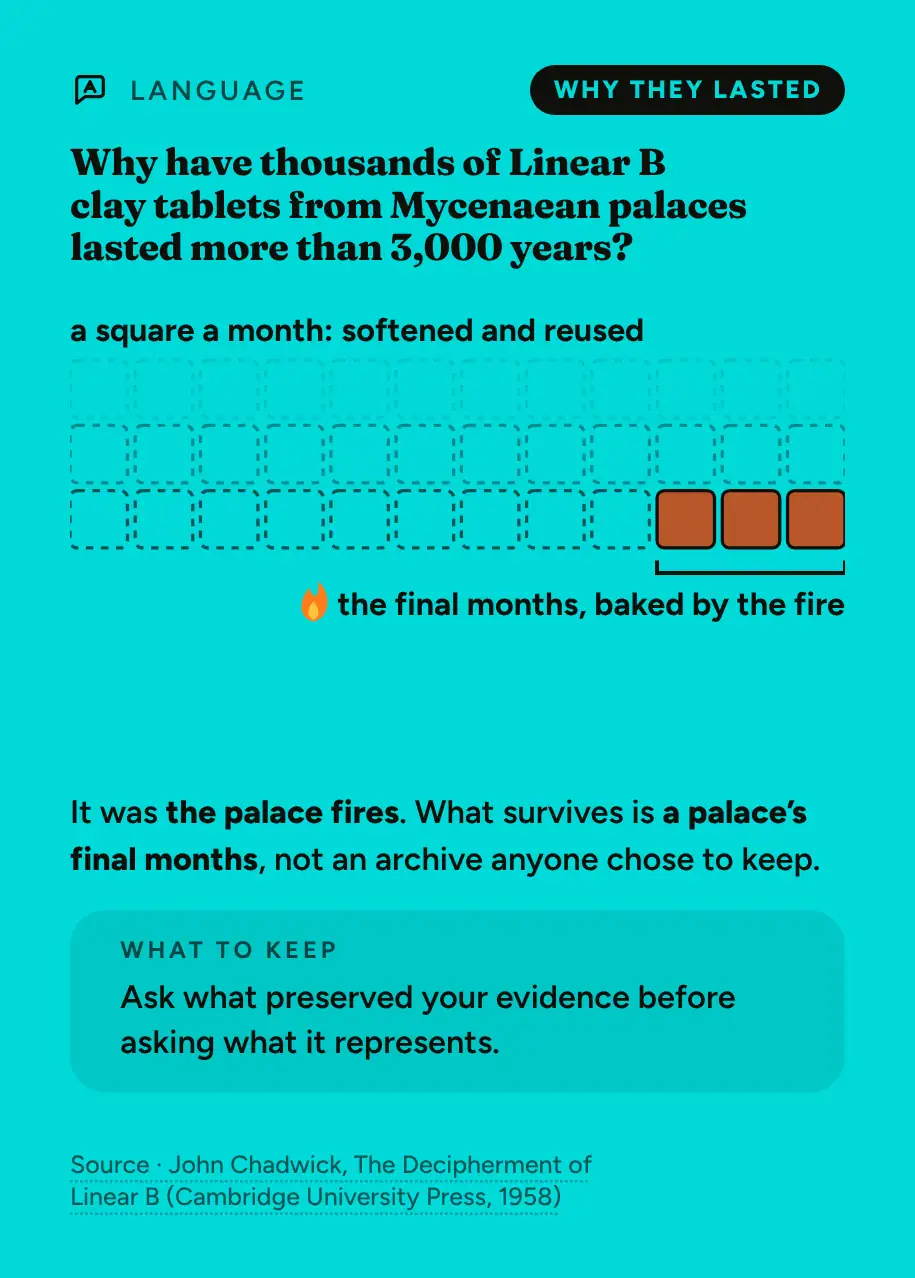 LANGUAGE
WHY THEY LASTED
Why have thousands of Linear B
clay tablets from Mycenaean palaces
lasted more than 3,000 years?
a square a month: softened and reused
the final months, baked by the fire
It was the palace fires. What survives is a palace’s
final months, not an archive anyone chose to keep.
WHAT TO KEEP
Ask what preserved your evidence before
asking what it represents.
Source · John Chadwick, The Decipherment of
Linear B (Cambridge University Press, 1958)